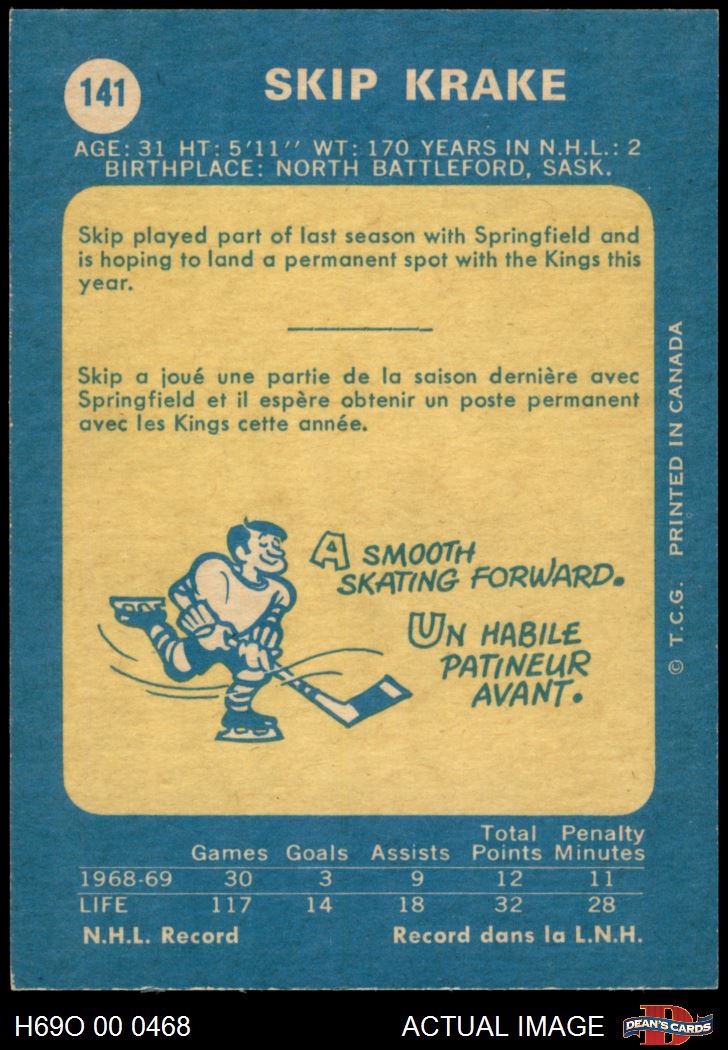 141
SKIP KRAKE
AGE: 31 HT: 5'11'' WT: 170 YEARS IN N.H.L.: 2
BIRTHPLACE: NORTH BATTLEFORD, SASK.
Skip played part of last season with Springfield and
is hoping to land a permanent spot with the Kings this
year.
Skip a joué une partie de la saison dernière avec
Springfield et il espère obtenir un poste permanent
avec les Kings cette année.
A SMOOTH
SKATING FORWARD.
UN HABILE
PATINEUR
AVANT.
© T.C.G. PRINTED IN CANADA
Total Penalty
Games Goals Assists Points Minutes
1968-69 30 3 9 12 11
LIFE 117 14 18 32 28
N.H.L. Record Record dans la L.N.H.
H69O 00 0468 ACTUAL IMAGE
D
DEAN'S CARDS